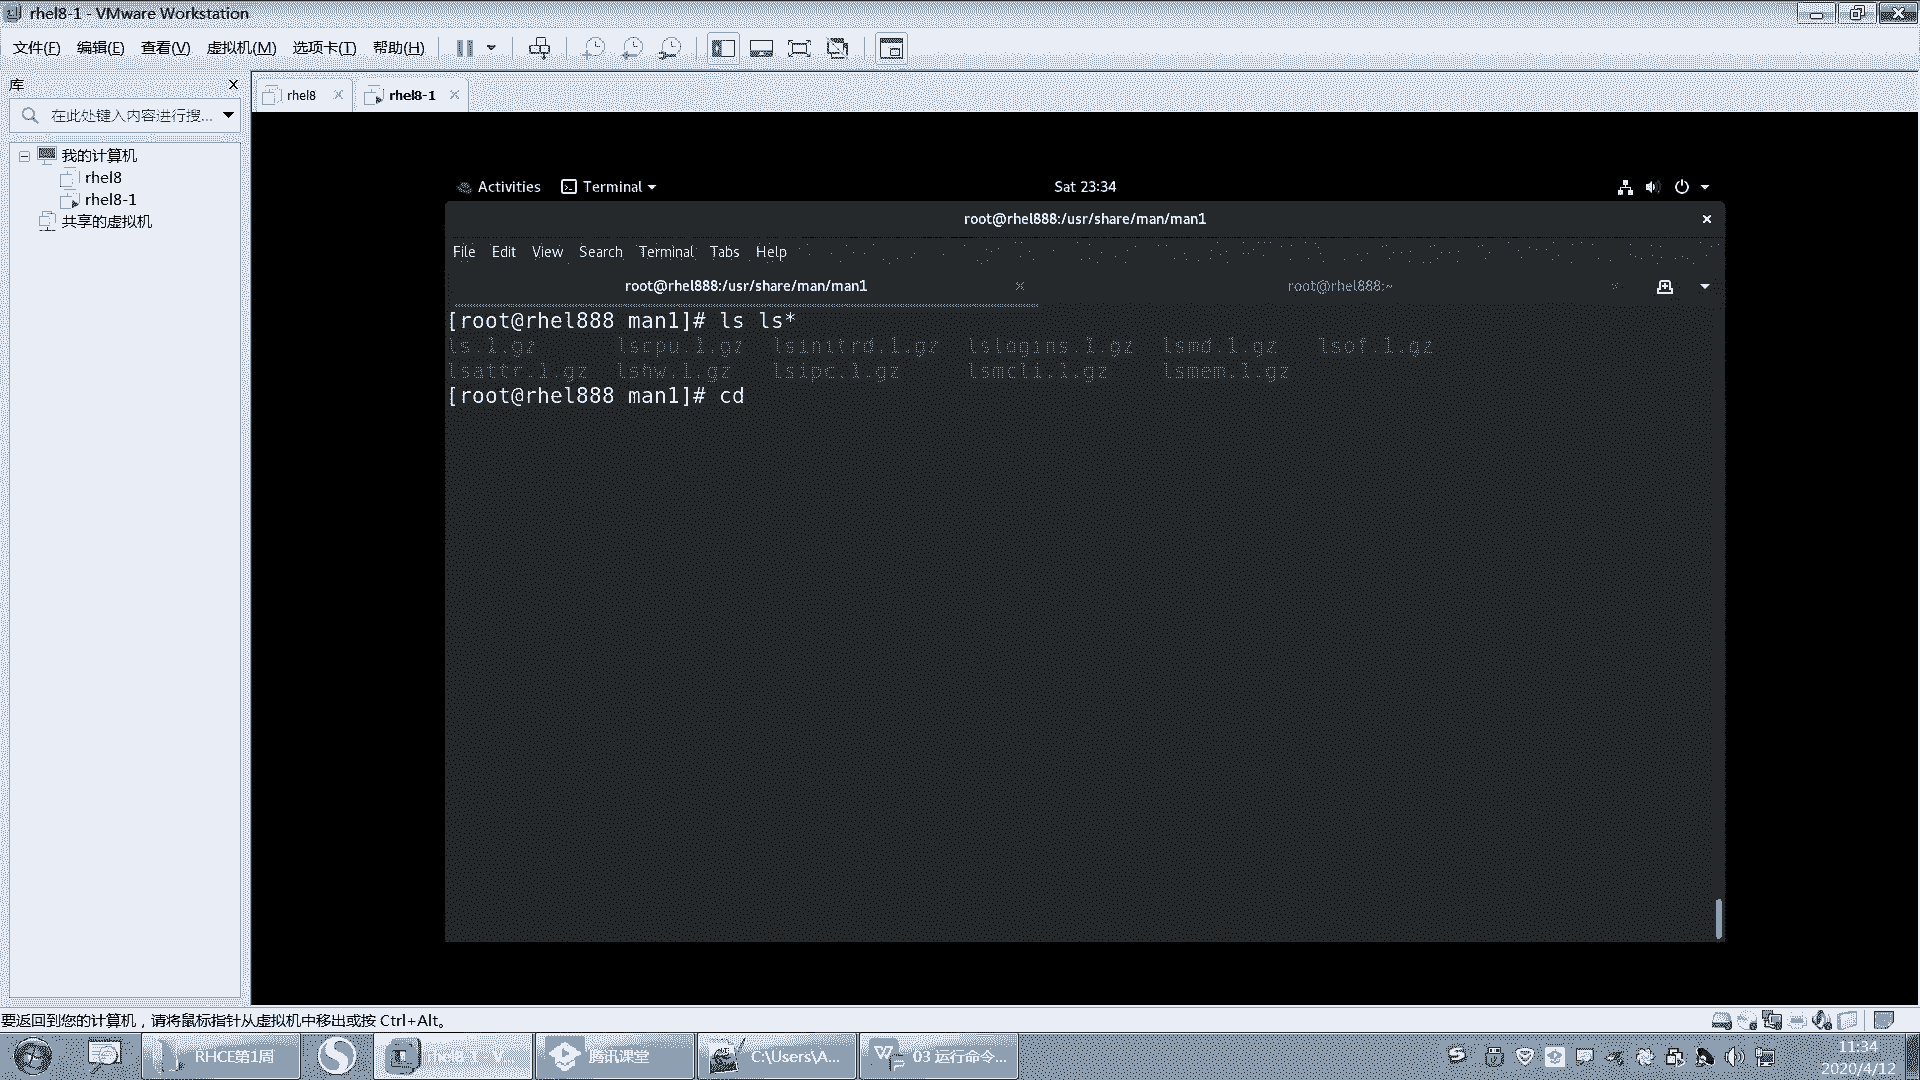 rhel8-1 - VMware Workstation
文件(F) 编辑(E) 查看(V) 虚拟机(M) 选项卡(T) 帮助(H)
库
在此处键入内容进行搜...
我的计算机
rhel8
rhel8-1
共享的虚拟机
rhel8
rhel8-1
Activities Terminal Sat 23:34
root@rhel888:/usr/share/man/man1
File Edit View Search Terminal Tabs Help
root@rhel888:/usr/share/man/man1 root@rhel888:~
[root@rhel888 man1]# ls ls*
ls.1.gz lscpu.1.gz lsinitrd.1.gz lslogins.1.gz lsmd.1.gz lsof.1.gz
lsattr.1.gz lshw.1.gz lsipc.1.gz lsmcli.1.gz lsmem.1.gz
[root@rhel888 man1]# cd
要返回到您的计算机，请将鼠标指针从虚拟机中移出或按 Ctrl+Alt。
RHCE第1周 rhel8-1 - V... 腾讯课堂 C:\Users\A... 03 运行命令...
11:34
2020/4/12